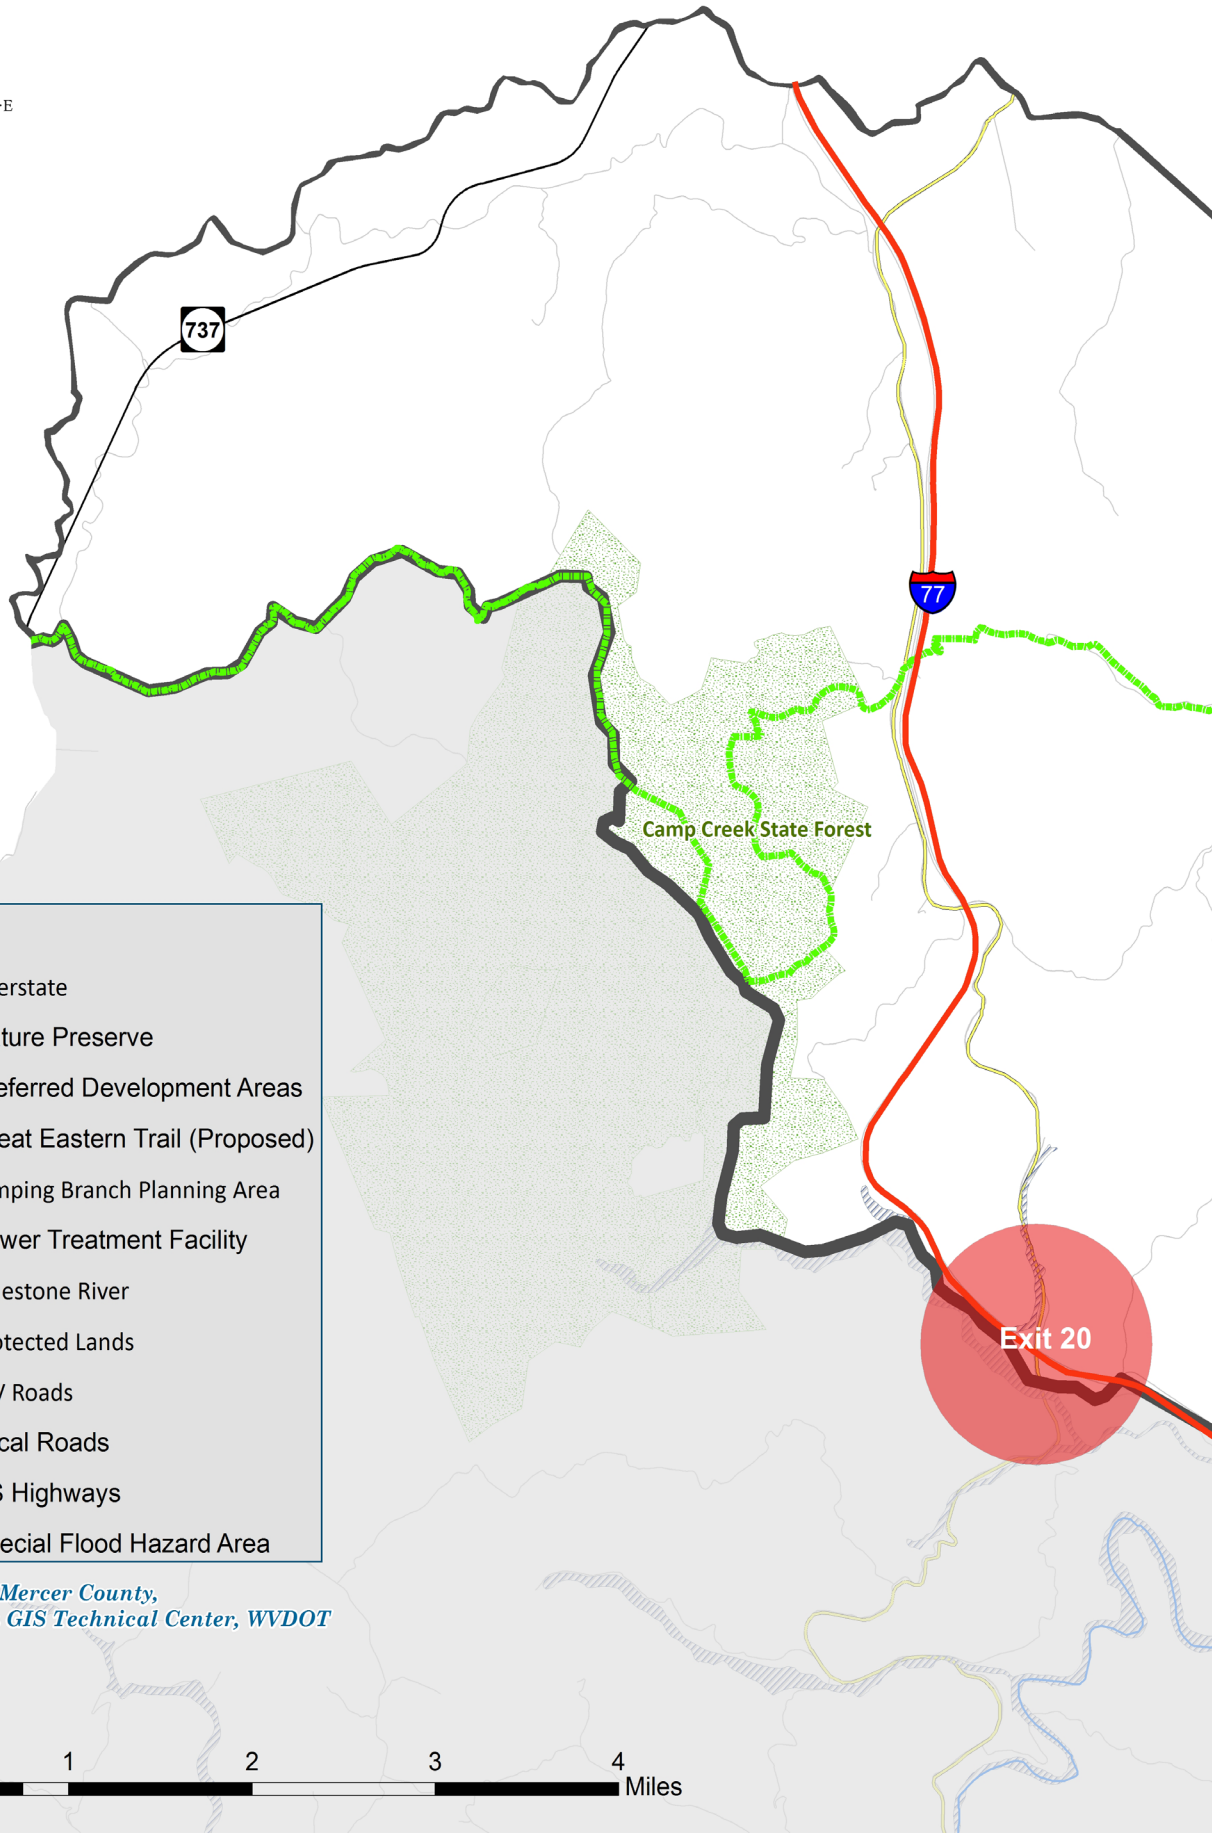 E
737
77
Camp Creek State Forest
erstate
ture Preserve
eferred Development Areas
eat Eastern Trail (Proposed)
mping Branch Planning Area
wer Treatment Facility
estone River
otected Lands
/ Roads
cal Roads
S Highways
ecial Flood Hazard Area
Exit 20
Mercer County,
GIS Technical Center, WVDOT
1 2 3 4
Miles